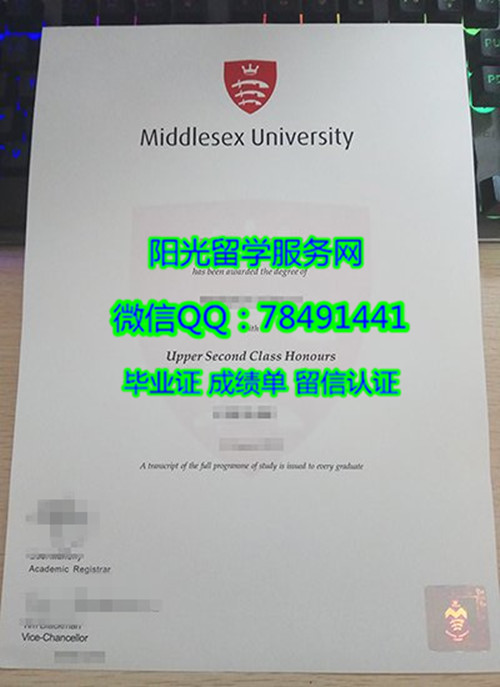 Middlesex University
阳光留学服务网
has been awarded the degree of
微信QQ：78491441
Upper Second Class Honours
毕业证 成绩单 留信认证
A transcript of the full programme of study is issued to every graduate
Academic Registrar
Vice-Chancellor